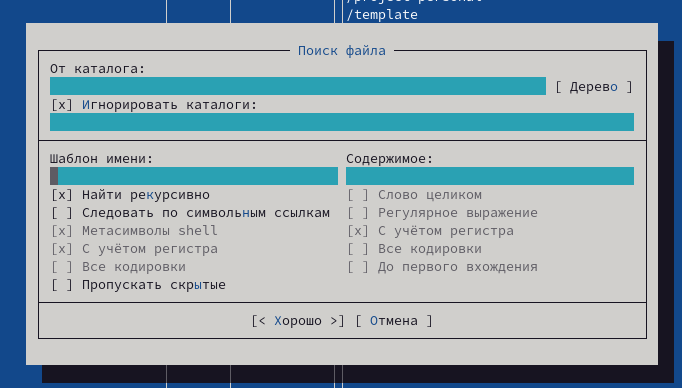 /template
Поиск файла
От каталога:
[ Дерево ]
[x] Игнорировать каталоги:
Шаблон имени:
Содержимое:
[x] Найти рекурсивно
[ ] Слово целиком
[ ] Следовать по символьным ссылкам
[ ] Регулярное выражение
[x] Метасимволы shell
[x] С учётом регистра
[x] С учётом регистра
[ ] Все кодировки
[ ] Все кодировки
[ ] До первого вхождения
[ ] Пропускать скрытые
[< Хорошо >] [ Отмена ]